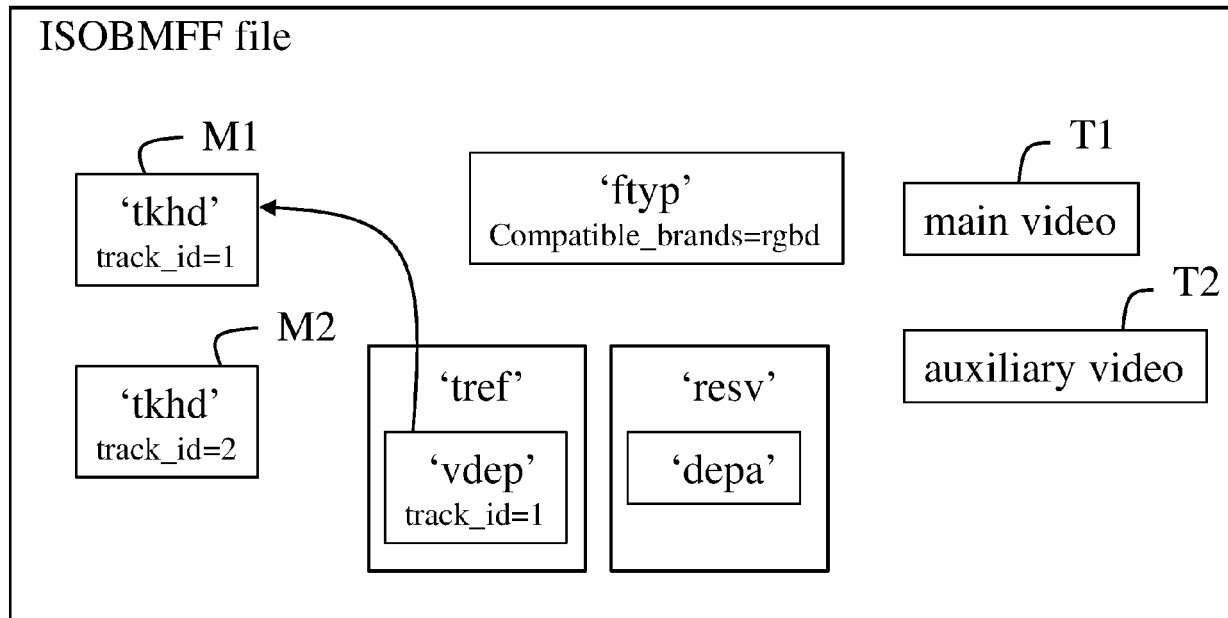 ISOBMFF file
M1
‘tkhd’
track_id=1
‘ftyp’
Compatible_brands=rgbd
T1
main video
M2
‘tkhd’
track_id=2
‘tref’
‘vdep’
track_id=1
‘resv’
‘depa’
T2
auxiliary video